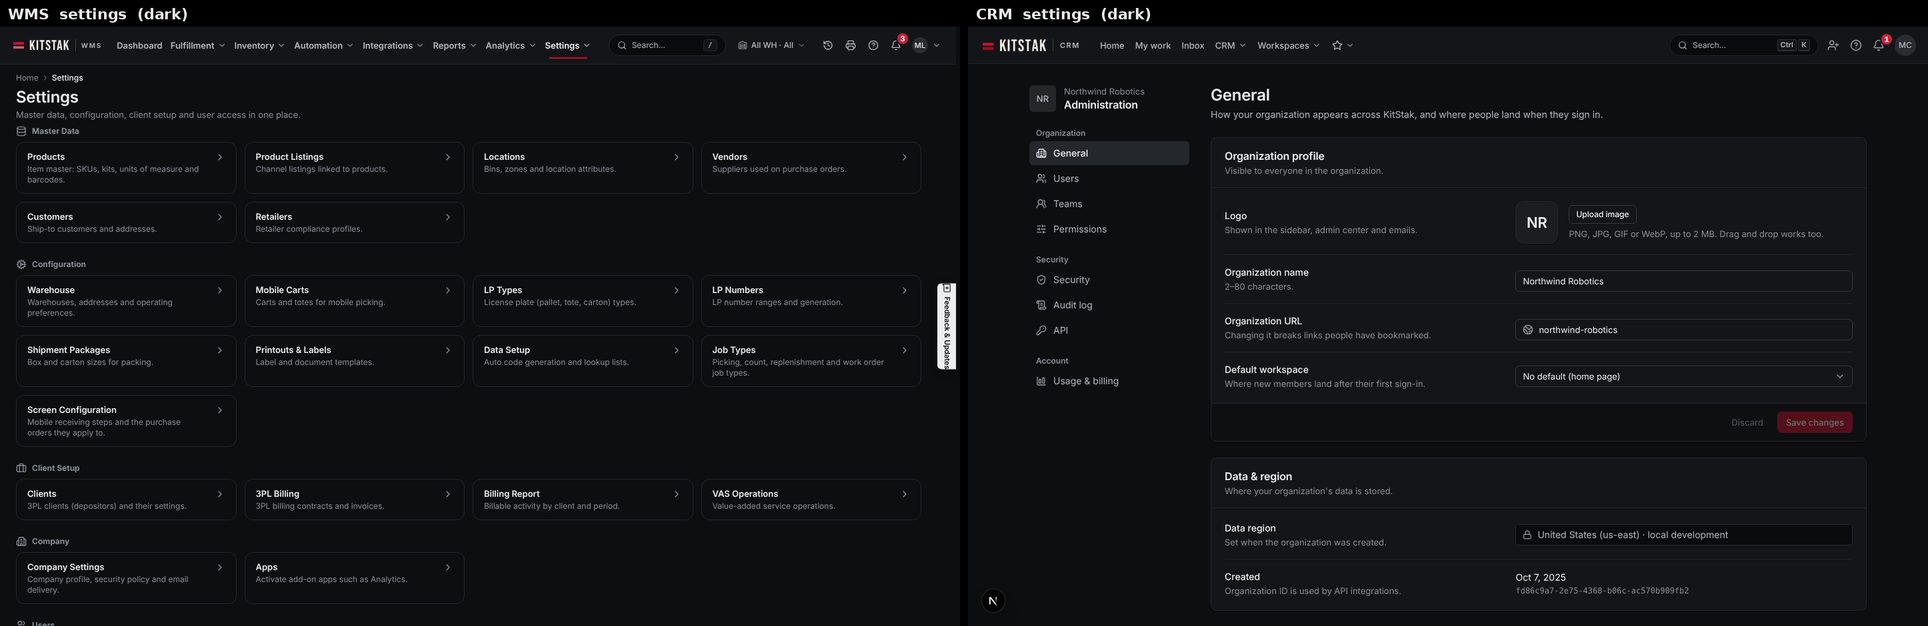 WMS settings (dark)
KITSTAK WMS Dashboard Fulfillment Inventory Automation Integrations Reports Analytics Settings Search... / All WH · All 3 ML
Home > Settings
Settings
Master data, configuration, client setup and user access in one place.
Master Data
Products
Item master: SKUs, kits, units of measure and
barcodes.
Product Listings
Channel listings linked to products.
Locations
Bins, zones and location attributes.
Vendors
Suppliers used on purchase orders.
Customers
Ship-to customers and addresses.
Retailers
Retailer compliance profiles.
Configuration
Warehouse
Warehouses, addresses and operating
preferences.
Mobile Carts
Carts and totes for mobile picking.
LP Types
License plate (pallet, tote, carton) types.
LP Numbers
LP number ranges and generation.
Shipment Packages
Box and carton sizes for packing.
Printouts & Labels
Label and document templates.
Data Setup
Auto code generation and lookup lists.
Job Types
Picking, count, replenishment and work order
job types.
Screen Configuration
Mobile receiving steps and the purchase
orders they apply to.
Client Setup
Clients
3PL clients (depositors) and their settings.
3PL Billing
3PL billing contracts and invoices.
Billing Report
Billable activity by client and period.
VAS Operations
Value-added service operations.
Company
Company Settings
Company profile, security policy and email
delivery.
Apps
Activate add-on apps such as Analytics.
Users
Feedback & Updates
CRM settings (dark)
KITSTAK CRM Home My work Inbox CRM Workspaces Search... Ctrl K 1 MC
NR
Northwind Robotics
Administration
Organization
General
Users
Teams
Permissions
Security
Security
Audit log
API
Account
Usage & billing
N
General
How your organization appears across KitStak, and where people land when they sign in.
Organization profile
Visible to everyone in the organization.
Logo
Shown in the sidebar, admin center and emails.
NR
Upload image
PNG, JPG, GIF or WebP, up to 2 MB. Drag and drop works too.
Organization name
2–80 characters.
Northwind Robotics
Organization URL
Changing it breaks links people have bookmarked.
northwind-robotics
Default workspace
Where new members land after their first sign-in.
No default (home page)
Discard Save changes
Data & region
Where your organization's data is stored.
Data region
Set when the organization was created.
United States (us-east) · local development
Created
Organization ID is used by API integrations.
Oct 7, 2025
fd86c9a7-2e75-4368-b06c-ac570b909fb2